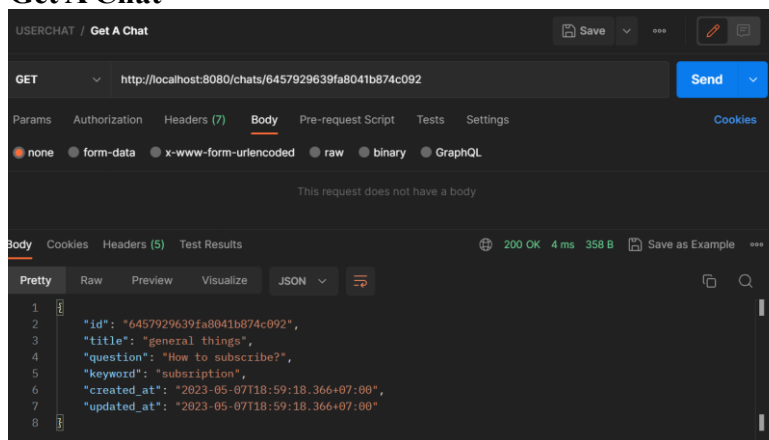 Get A Chat
USERCHAT / Get A Chat Save
GET http://localhost:8080/chats/6457929639fa8041b874c092 Send
Params Authorization Headers (7) Body Pre-request Script Tests Settings Cookies
none form-data x-www-form-urlencoded raw binary GraphQL
This request does not have a body
Body Cookies Headers (5) Test Results 200 OK 4 ms 358 B Save as Example
Pretty Raw Preview Visualize JSON
1 {
2 "id": "6457929639fa8041b874c092",
3 "title": "general things",
4 "question": "How to subscribe?",
5 "keyword": "subsription",
6 "created_at": "2023-05-07T18:59:18.366+07:00",
7 "updated_at": "2023-05-07T18:59:18.366+07:00"
8 }